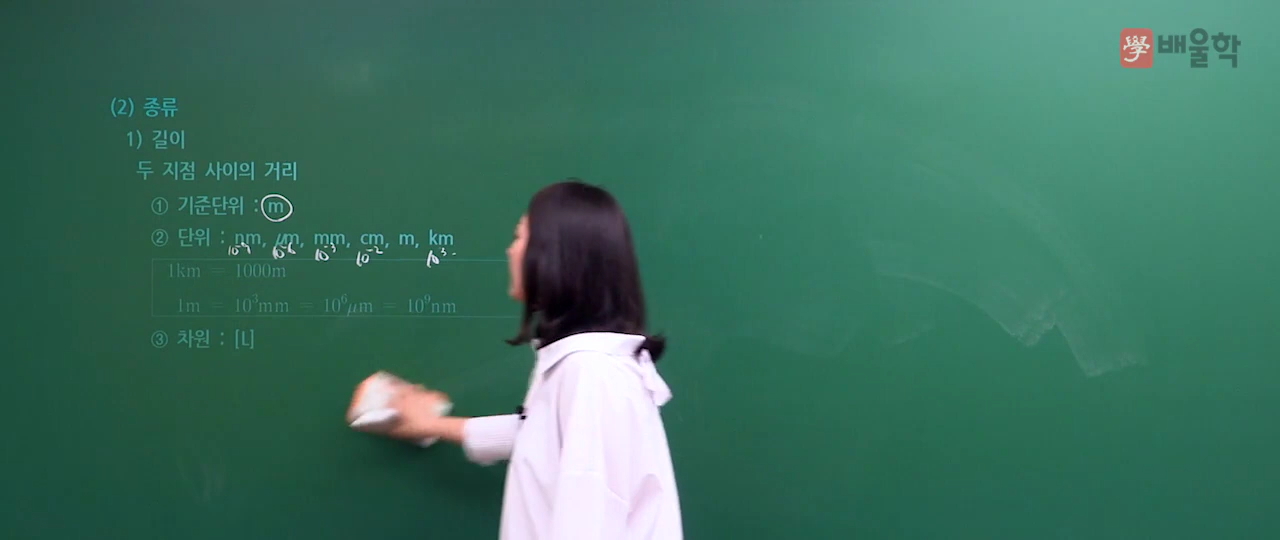 學 배울학
(2) 종류
1) 길이
두 지점 사이의 거리
① 기준단위 : m
② 단위 : nm, μm, mm, cm, m, km
10⁻⁹ 10⁻⁶ 10⁻³ 10⁻² 10³
1km = 1000m
1m = 10³mm = 10⁶μm = 10⁹nm
③ 차원 : [L]